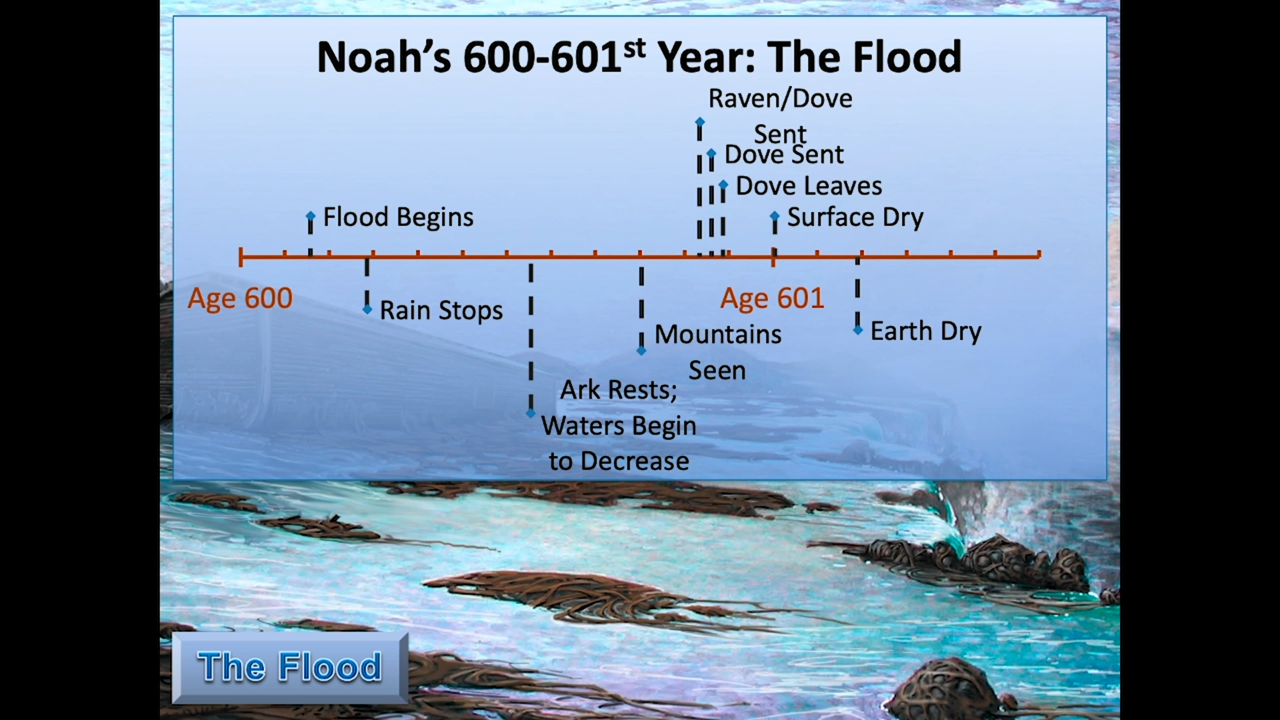 Noah’s 600-601st Year: The Flood
Raven/Dove
Sent
Dove Sent
Dove Leaves
Flood Begins
Surface Dry
Age 600
Age 601
Rain Stops
Mountains
Seen
Earth Dry
Ark Rests;
Waters Begin
to Decrease
The Flood